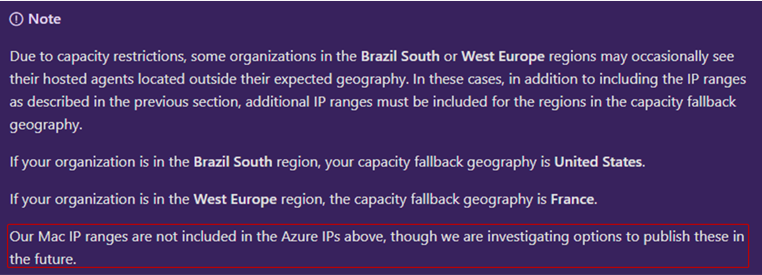 Note
Due to capacity restrictions, some organizations in the Brazil South or West Europe regions may occasionally see
their hosted agents located outside their expected geography. In these cases, in addition to including the IP ranges
as described in the previous section, additional IP ranges must be included for the regions in the capacity fallback
geography.
If your organization is in the Brazil South region, your capacity fallback geography is United States.
If your organization is in the West Europe region, the capacity fallback geography is France.
Our Mac IP ranges are not included in the Azure IPs above, though we are investigating options to publish these in
the future.